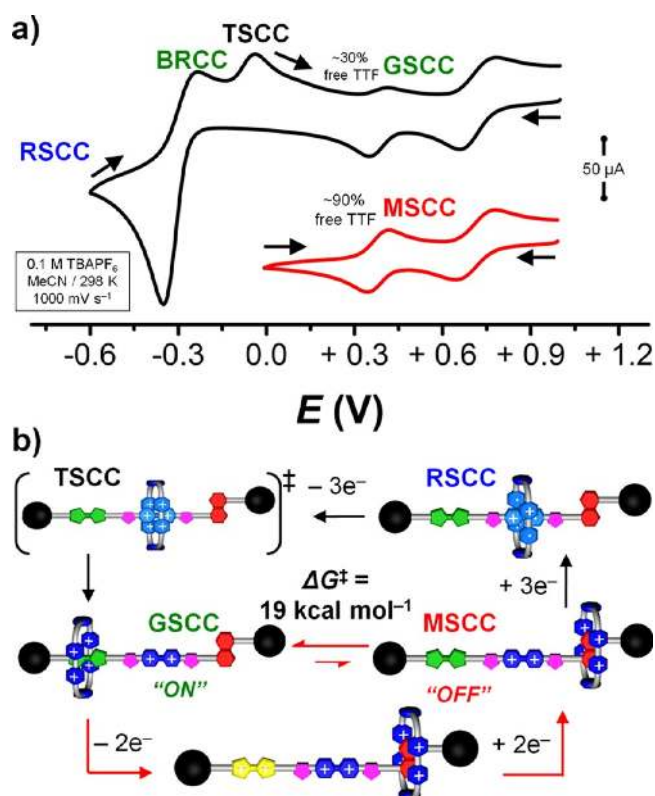 a)
TSCC
BRCC
~30%
free TTF
GSCC
RSCC
50 µA
~90%
free TTF
MSCC
0.1 M TBAPF₆
MeCN / 298 K
1000 mV s⁻¹
-0.6 -0.3 0.0 + 0.3 + 0.6 + 0.9 + 1.2
E (V)
b)
TSCC ‡ − 3e⁻ RSCC
ΔG‡ =
19 kcal mol⁻¹
+ 3e⁻
GSCC MSCC
"ON" "OFF"
− 2e⁻ + 2e⁻